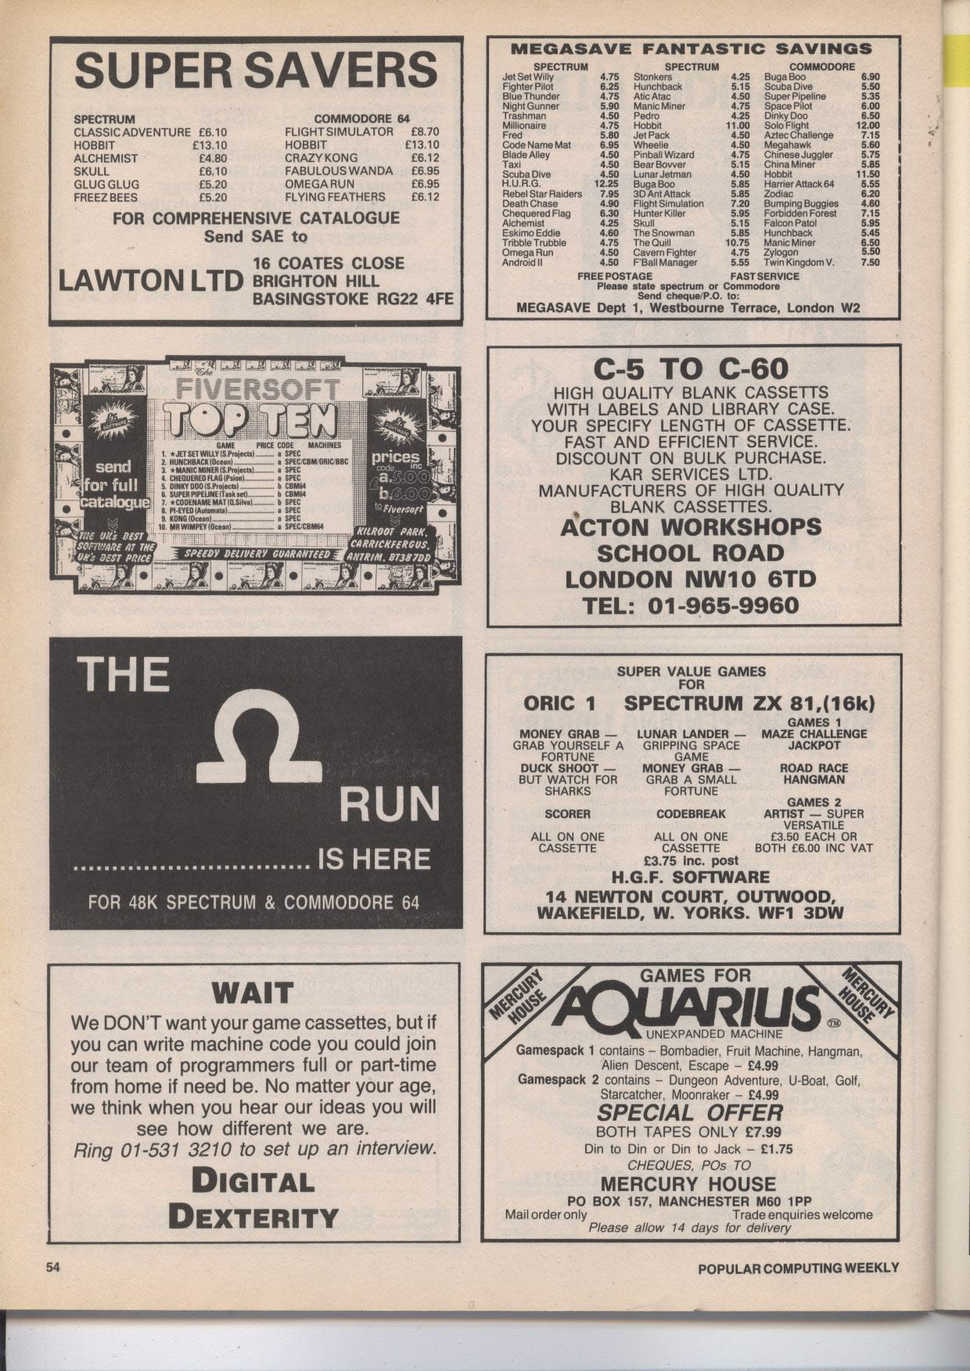 SUPER SAVERS
SPECTRUM
CLASSIC ADVENTURE £6.10
HOBBIT £13.10
ALCHEMIST £4.80
SKULL £6.10
GLUG GLUG £5.20
FREEZ BEES £5.20
COMMODORE 64
FLIGHT SIMULATOR £8.70
HOBBIT £13.10
CRAZY KONG £6.12
FABULOUS WANDA £6.95
OMEGA RUN £6.95
FLYING FEATHERS £6.12
FOR COMPREHENSIVE CATALOGUE
Send SAE to
LAWTON LTD
16 COATES CLOSE
BRIGHTON HILL
BASINGSTOKE RG22 4FE
MEGASAVE FANTASTIC SAVINGS
SPECTRUM
Jet Set Willy 4.75
Fighter Pilot 6.25
Blue Thunder 4.75
Night Gunner 5.90
Trashman 4.50
Millionaire 4.75
Fred 5.80
Code Name Mat 6.95
Blade Alley 4.50
Taxi 4.50
Scuba Dive 4.50
H.U.R.G. 12.25
Rebel Star Raiders 7.95
Death Chase 4.90
Chequered Flag 6.30
Alchemist 4.25
Eskimo Eddie 4.60
Tribble Trubble 4.75
Omega Run 4.50
Android II 4.50
SPECTRUM
Stonkers 4.25
Hunchback 5.15
Atic Atac 4.50
Manic Miner 4.75
Pedro 4.25
Hobbit 11.00
Jet Pack 4.50
Wheelie 4.50
Pinball Wizard 4.75
Bear Bovver 5.15
Lunar Jetman 4.50
Buga Boo 5.85
3D Ant Attack 5.85
Flight Simulation 7.20
Hunter Killer 5.95
Skull 5.15
The Snowman 5.85
The Quill 10.75
Cavern Fighter 4.75
F'Ball Manager 5.55
COMMODORE
Buga Boo 6.90
Scuba Dive 5.50
Super Pipeline 5.35
Space Pilot 6.00
Dinky Doo 6.50
Solo Flight 12.00
Aztec Challenge 7.15
Megahawk 5.60
Chinese Juggler 5.75
China Miner 5.85
Hobbit 11.50
Harrier Attack 64 5.55
Zodiac 6.20
Bumping Buggies 4.60
Forbidden Forest 7.15
Falcon Patol 5.95
Hunchback 5.45
Manic Miner 6.50
Zylogon 5.50
Twin Kingdom V. 7.50
FREE POSTAGE FAST SERVICE
Please state spectrum or Commodore
Send cheque/P.O. to:
MEGASAVE Dept 1, Westbourne Terrace, London W2
The
FIVERSOFT
TOP TEN
GAME PRICE CODE MACHINES
1. ★JET SET WILLY (S.Projects) a SPEC
2. HUNCHBACK (Ocean) a SPEC/CBM/ORIC/BBC
3. ★MANIC MINER (S.Projects) a SPEC
4. CHEQUERED FLAG (Psion) a SPEC
5. DINKY DOO (S.Projects) b CBM64
6. SUPER PIPELINE (Task set) b CBM64
7. ★CODENAME MAT (Q.Silva) b SPEC
8. PI-EYED (Automata) a SPEC
9. KONG (Ocean) a SPEC
10. MR WIMPEY (Ocean) a SPEC/CBM64
send
for full
catalogue
THE UK's BEST
SOFTWARE AT THE
UK's BEST PRICE
prices
code inc
a. 5.00
b. 6.00
to Fiversoft
SPEEDY DELIVERY GUARANTEED
KILROOT PARK,
CARRICKFERGUS,
ANTRIM BT387DD
C-5 TO C-60
HIGH QUALITY BLANK CASSETTS
WITH LABELS AND LIBRARY CASE.
YOUR SPECIFY LENGTH OF CASSETTE.
FAST AND EFFICIENT SERVICE.
DISCOUNT ON BULK PURCHASE.
KAR SERVICES LTD.
MANUFACTURERS OF HIGH QUALITY
BLANK CASSETTES.
ACTON WORKSHOPS
SCHOOL ROAD
LONDON NW10 6TD
TEL: 01-965-9960
THE
Ω
RUN
.............................. IS HERE
FOR 48K SPECTRUM & COMMODORE 64
SUPER VALUE GAMES
FOR
ORIC 1 SPECTRUM ZX 81,(16k)
MONEY GRAB —
GRAB YOURSELF A
FORTUNE
DUCK SHOOT —
BUT WATCH FOR
SHARKS
SCORER
ALL ON ONE
CASSETTE
LUNAR LANDER —
GRIPPING SPACE
GAME
MONEY GRAB —
GRAB A SMALL
FORTUNE
CODEBREAK
ALL ON ONE
CASSETTE
GAMES 1
MAZE CHALLENGE
JACKPOT
ROAD RACE
HANGMAN
GAMES 2
ARTIST — SUPER
VERSATILE
£3.50 EACH OR
BOTH £6.00 INC VAT
£3.75 inc. post
H.G.F. SOFTWARE
14 NEWTON COURT, OUTWOOD,
WAKEFIELD, W. YORKS. WF1 3DW
WAIT
We DON'T want your game cassettes, but if
you can write machine code you could join
our team of programmers full or part-time
from home if need be. No matter your age,
we think when you hear our ideas you will
see how different we are.
Ring 01-531 3210 to set up an interview.
DIGITAL
DEXTERITY
MERCURY
HOUSE
GAMES FOR
AQUARIUS TM
UNEXPANDED MACHINE
MERCURY
HOUSE
Gamespack 1 contains – Bombadier, Fruit Machine, Hangman,
Alien Descent, Escape – £4.99
Gamespack 2 contains – Dungeon Adventure, U-Boat, Golf,
Starcatcher, Moonraker – £4.99
SPECIAL OFFER
BOTH TAPES ONLY £7.99
Din to Din or Din to Jack – £1.75
CHEQUES, POs TO
MERCURY HOUSE
PO BOX 157, MANCHESTER M60 1PP
Mail order only Trade enquiries welcome
Please allow 14 days for delivery
54
POPULAR COMPUTING WEEKLY